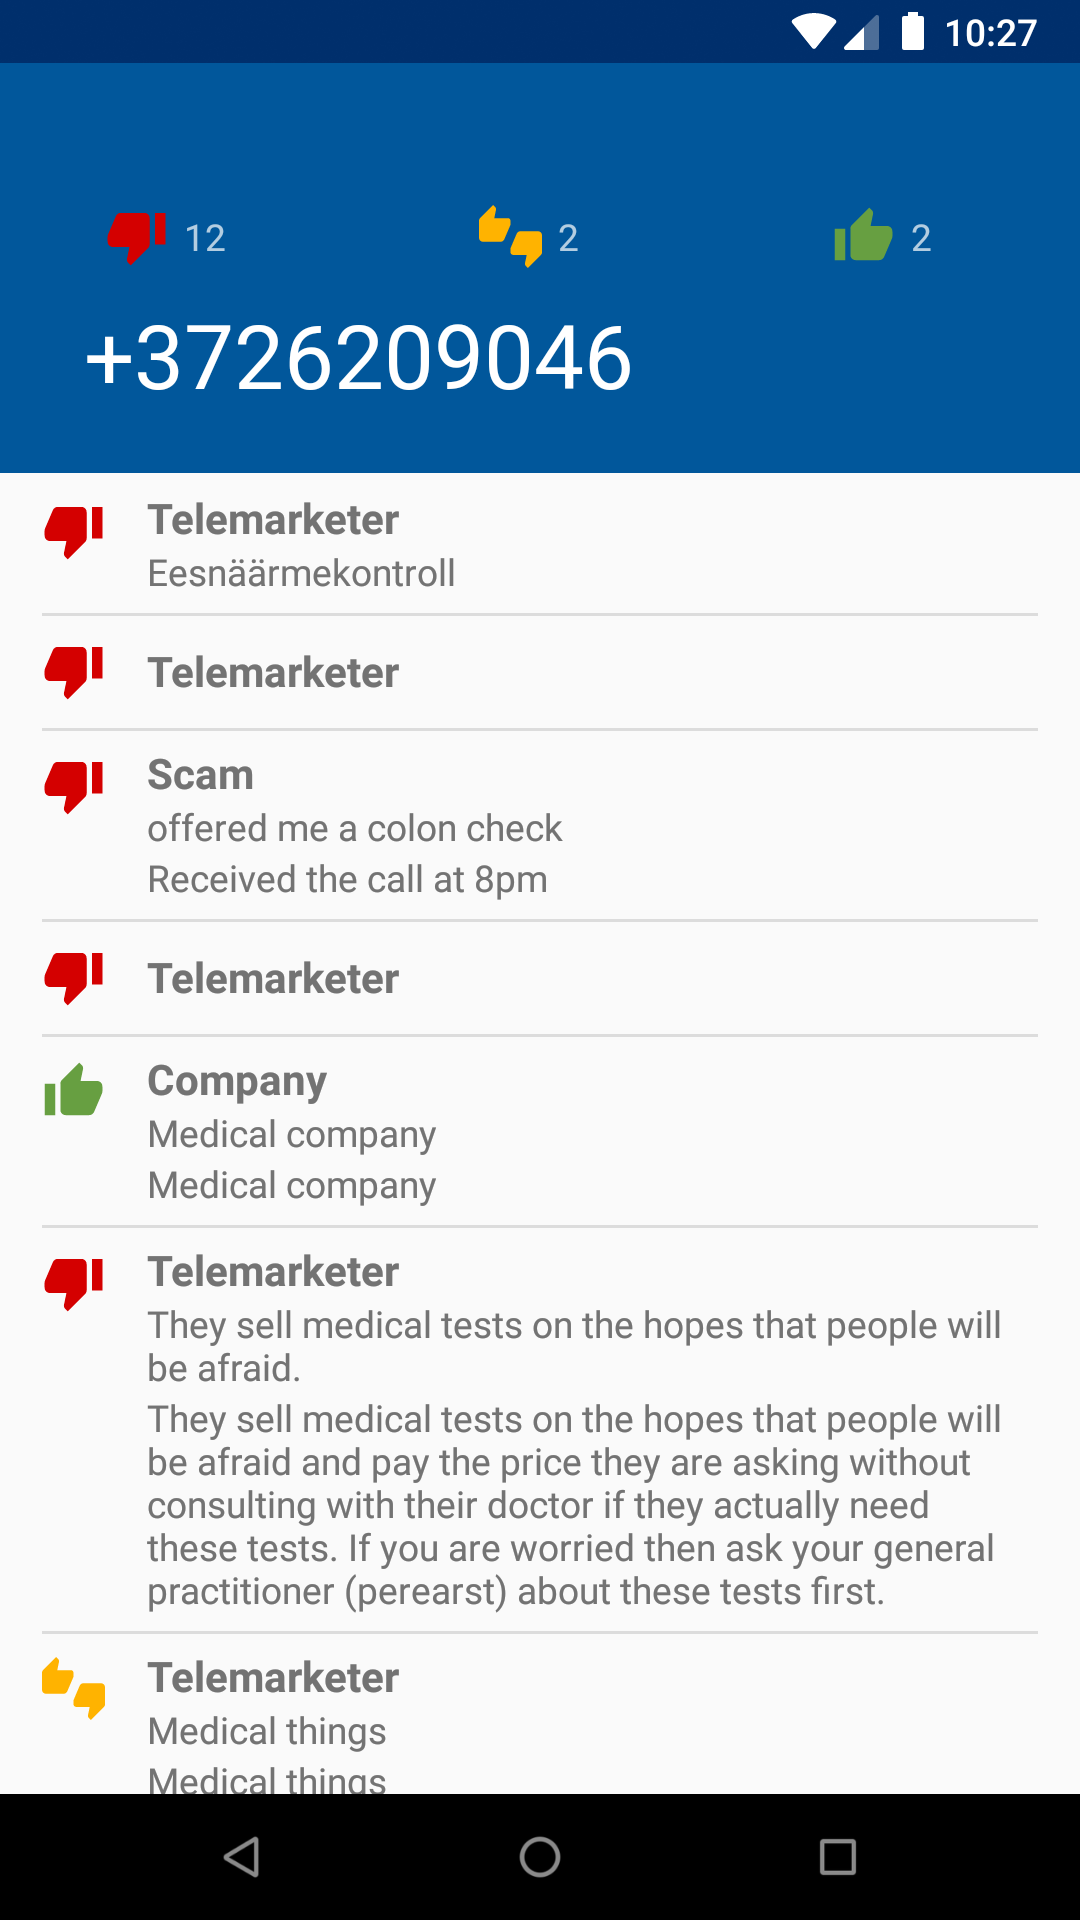 10:27
12
2
2
+3726209046
Telemarketer
Eesnäärmekontroll
Telemarketer
Scam
offered me a colon check
Received the call at 8pm
Telemarketer
Company
Medical company
Medical company
Telemarketer
They sell medical tests on the hopes that people will
be afraid.
They sell medical tests on the hopes that people will
be afraid and pay the price they are asking without
consulting with their doctor if they actually need
these tests. If you are worried then ask your general
practitioner (perearst) about these tests first.
Telemarketer
Medical things
Medical things